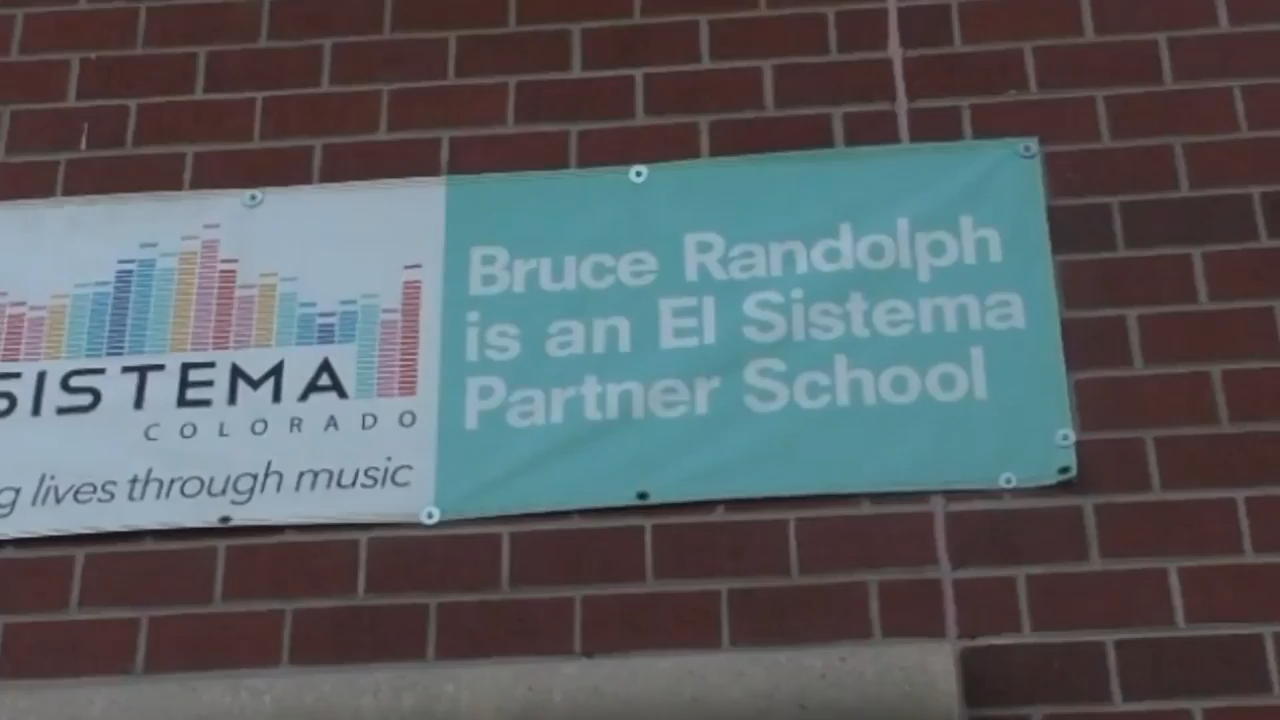 SISTEMA
COLORADO
g lives through music
Bruce Randolph
is an El Sistema
Partner School